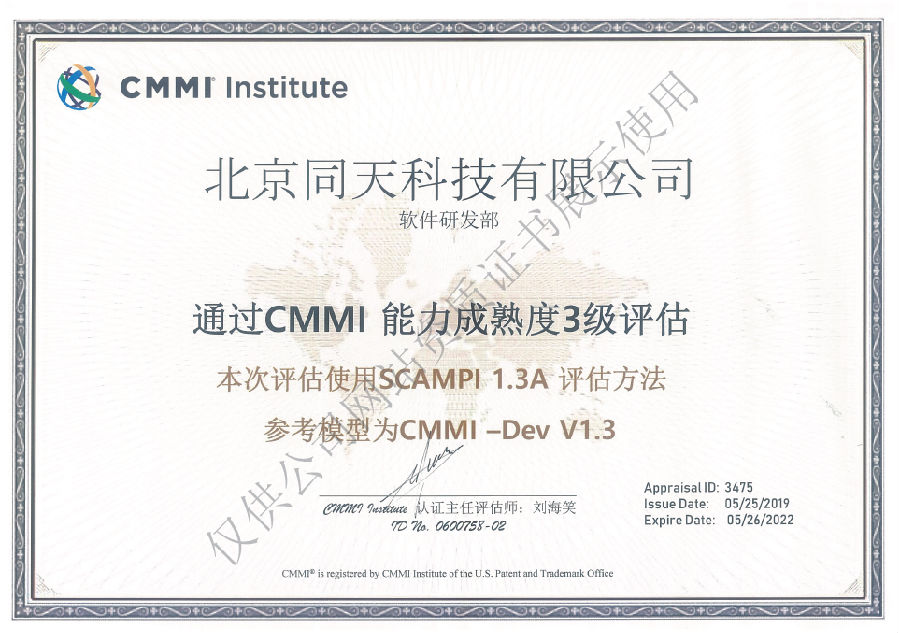 CMMI® Institute
北京同天科技有限公司
软件研发部
通过CMMI 能力成熟度3级评估
本次评估使用SCAMPI 1.3A 评估方法
参考模型为CMMI –Dev V1.3
CMMI Institute 认证主任评估师：刘海笑
ID No. 0600758-02
Appraisal ID: 3475
Issue Date: 05/25/2019
Expire Date: 05/26/2022
CMMI® is registered by CMMI Institute of the U.S. Patent and Trademark Office
仅供公司网站资质证书展示使用